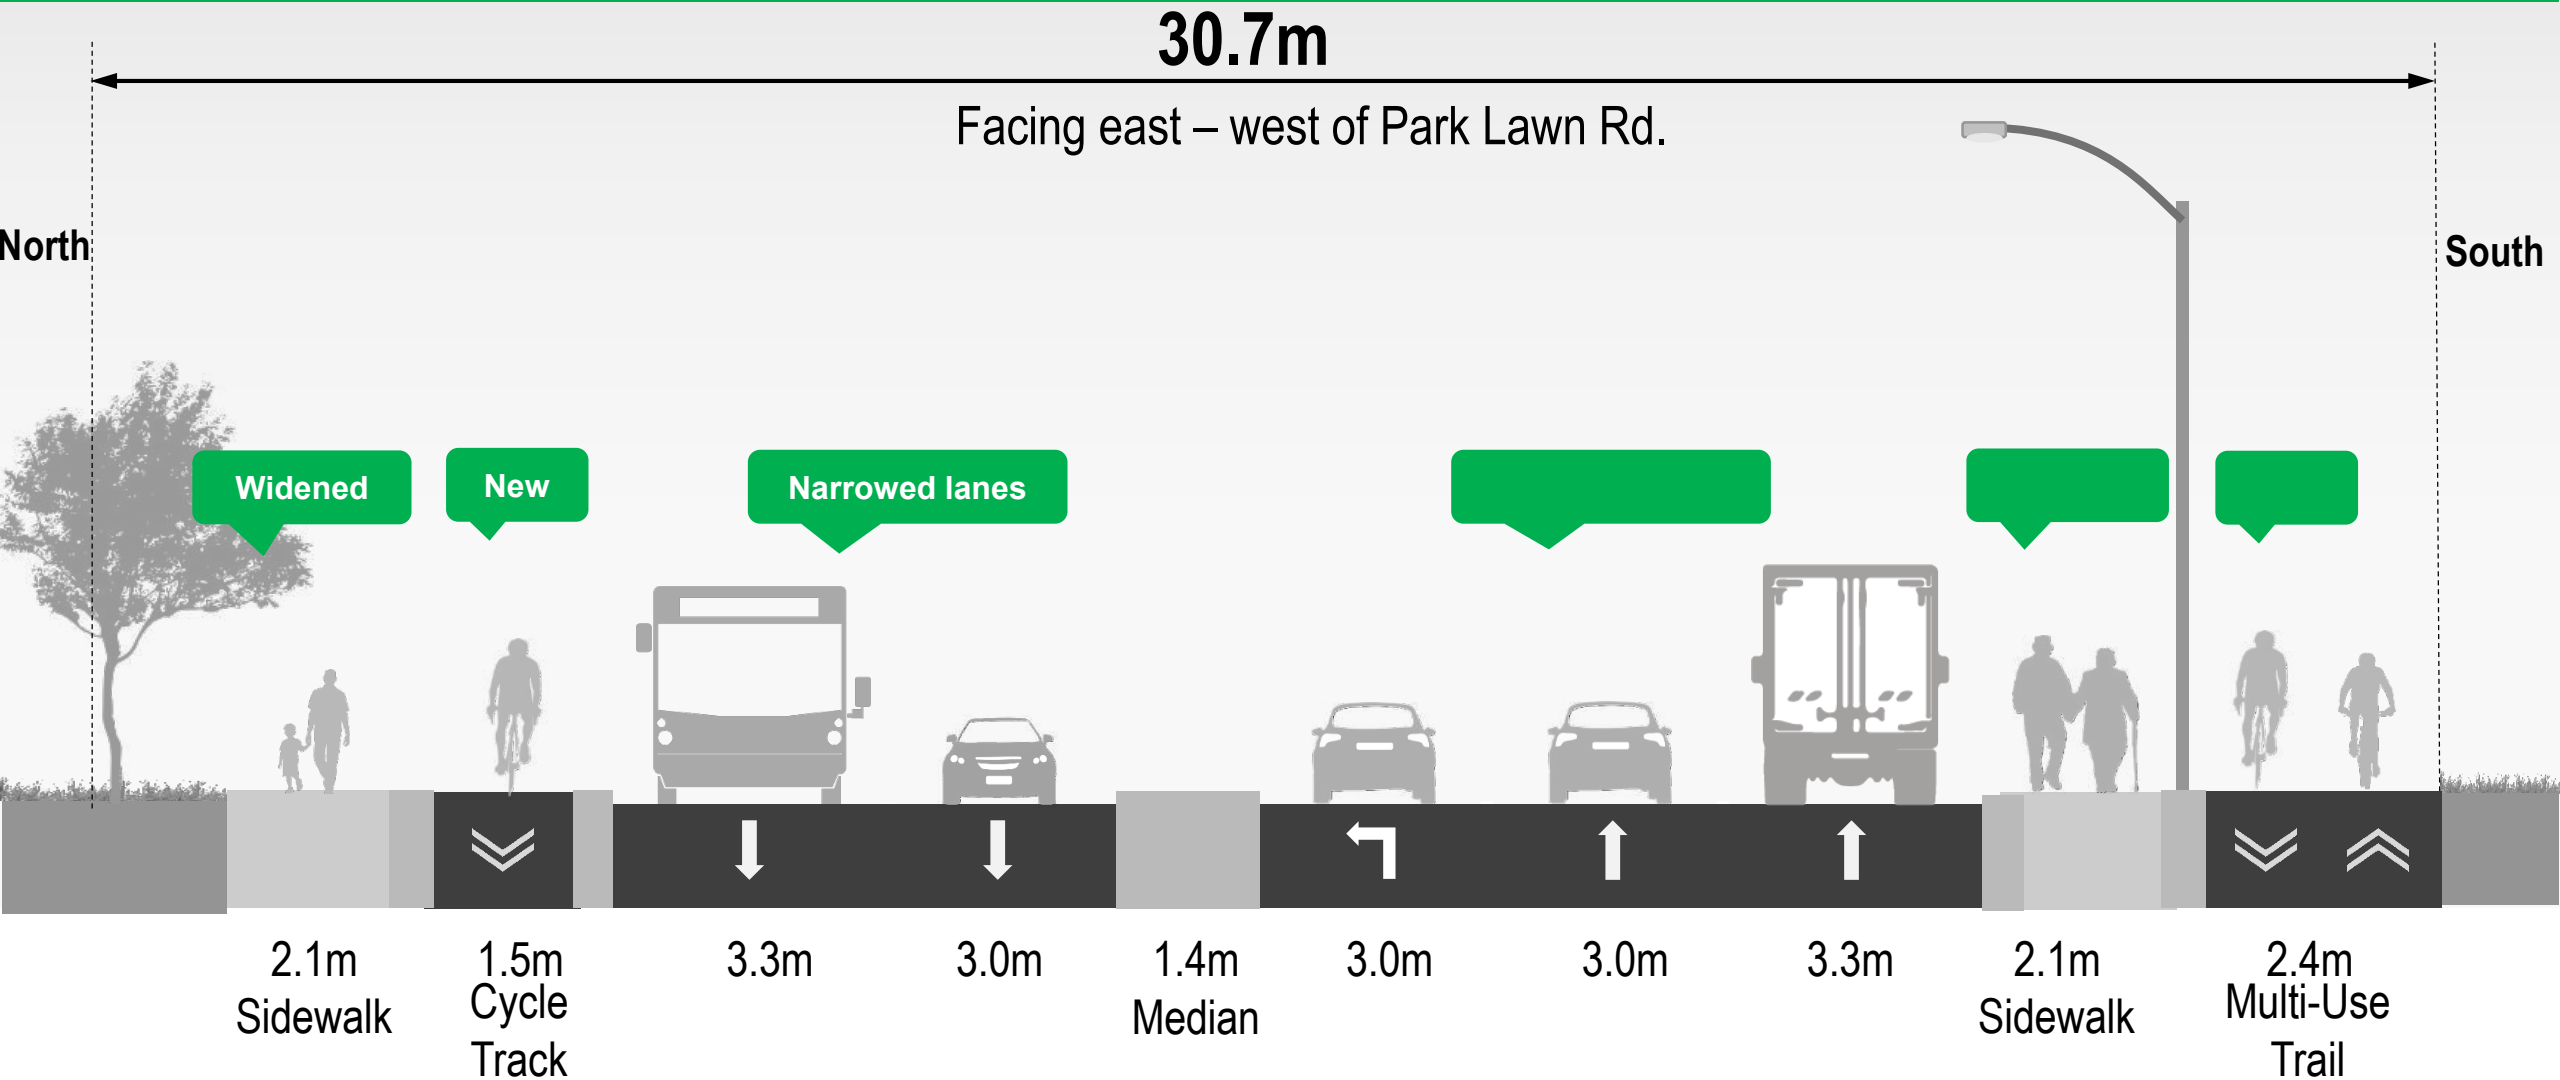 30.7m
Facing east – west of Park Lawn Rd.
North
South
Widened
New
Narrowed lanes
2.1m
Sidewalk
1.5m
Cycle
Track
3.3m
3.0m
1.4m
Median
3.0m
3.0m
3.3m
2.1m
Sidewalk
2.4m
Multi-Use
Trail